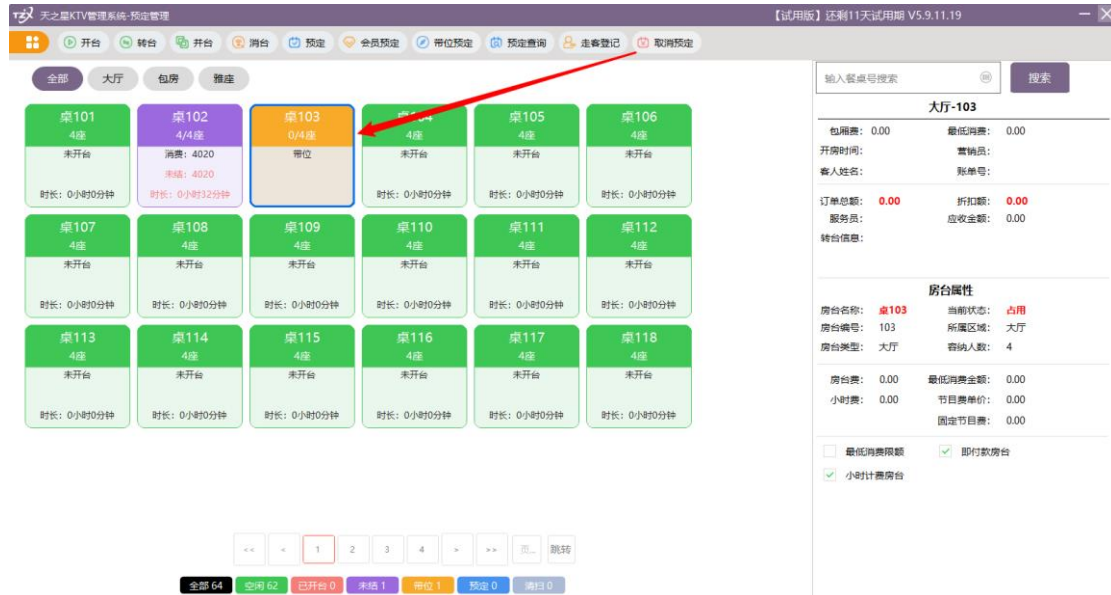 TZX 天之星KTV管理系统-预定管理 【试用版】还剩11天试用期 V5.9.11.19
开台 转台 并台 消台 预定 会员预定 带位预定 预定查询 走客登记 取消预定
全部 大厅 包房 雅座
桌101 桌102 桌103 桌105 桌106
4座 4/4座 0/4座 4座 4座 4座
未开台 消费：4020 带位 未开台 未开台 未开台
未结：4020
时长：0小时0分钟 时长：0小时32分钟 时长：0小时0分钟 时长：0小时0分钟 时长：0小时0分钟
桌107 桌108 桌109 桌110 桌111 桌112
4座 4座 4座 4座 4座 4座
未开台 未开台 未开台 未开台 未开台 未开台
时长：0小时0分钟 时长：0小时0分钟 时长：0小时0分钟 时长：0小时0分钟 时长：0小时0分钟 时长：0小时0分钟
桌113 桌114 桌115 桌116 桌117 桌118
4座 4座 4座 4座 4座 4座
未开台 未开台 未开台 未开台 未开台 未开台
时长：0小时0分钟 时长：0小时0分钟 时长：0小时0分钟 时长：0小时0分钟 时长：0小时0分钟 时长：0小时0分钟
<< < 1 2 3 4 > >> 页... 跳转
全部 64 空闲 62 已开台 0 未结 1 带位 1 预定 0 清扫 0
输入餐桌号搜索 搜索
大厅-103
包厢费： 0.00 最低消费： 0.00
开房时间： 营销员：
客人姓名： 账单号：
订单总额： 0.00 折扣额： 0.00
服务员： 应收金额： 0.00
转台信息：
房台属性
房台名称： 桌103 当前状态： 占用
房台编号： 103 所属区域： 大厅
房台类型： 大厅 容纳人数： 4
房台费： 0.00 最低消费金额： 0.00
小时费： 0.00 节目费单价： 0.00
固定节目费： 0.00
最低消费限额 即付款房台
小时计费房台